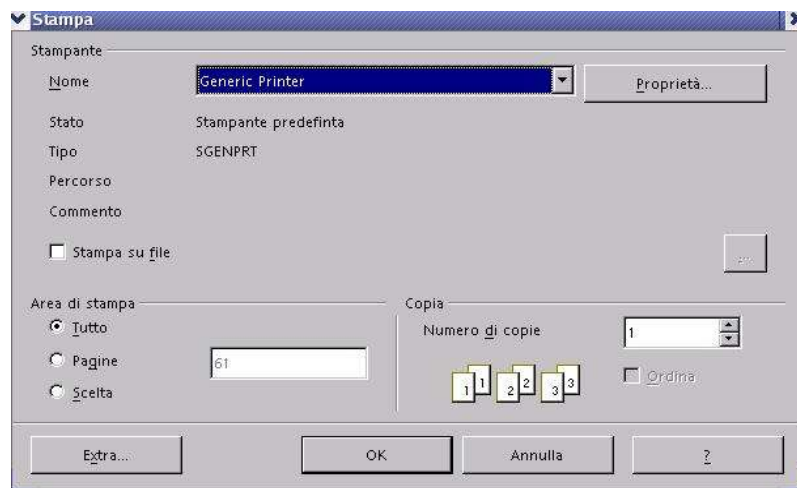 Stampa
Stampante
Nome Generic Printer Proprietà...
Stato Stampante predefinta
Tipo SGENPRT
Percorso
Commento
Stampa su file ...
Area di stampa Copia
Tutto Numero di copie 1
Pagine 61
1 1 2 2 3 3 Ordina
Scelta
Extra... OK Annulla ?